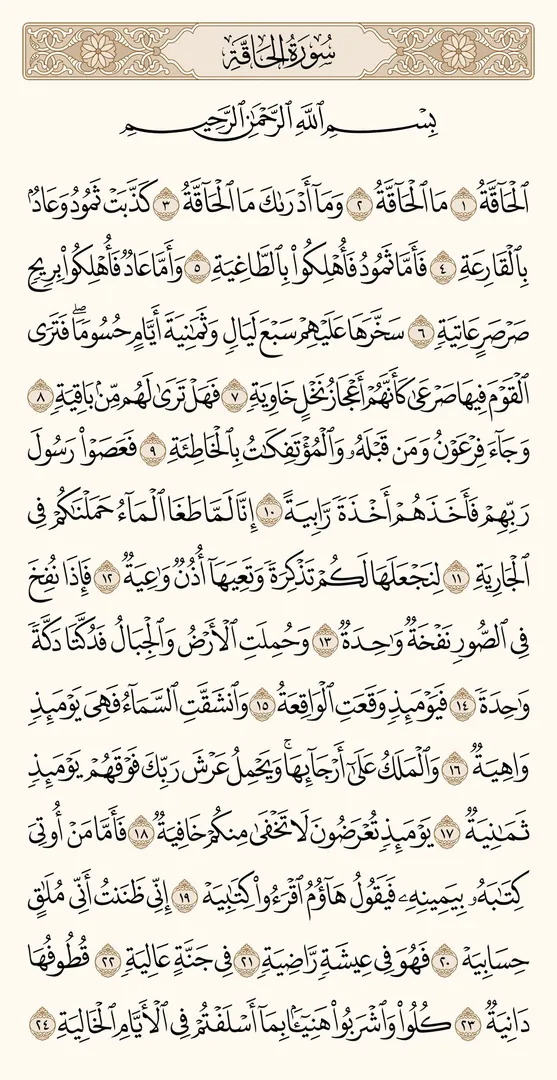 سُورَةُ الحَاقَّةِ
بِسْمِ ٱللَّهِ ٱلرَّحْمَٰنِ ٱلرَّحِيمِ
ٱلْحَآقَّةُ ١ مَا ٱلْحَآقَّةُ ٢ وَمَآ أَدْرَىٰكَ مَا ٱلْحَآقَّةُ ٣ كَذَّبَتْ ثَمُودُ وَعَادٌۢ
بِٱلْقَارِعَةِ ٤ فَأَمَّا ثَمُودُ فَأُهْلِكُوا۟ بِٱلطَّاغِيَةِ ٥ وَأَمَّا عَادٌ فَأُهْلِكُوا۟ بِرِيحٍ
صَرْصَرٍ عَاتِيَةٍ ٦ سَخَّرَهَا عَلَيْهِمْ سَبْعَ لَيَالٍ وَثَمَٰنِيَةَ أَيَّامٍ حُسُومًاۖ فَتَرَى
ٱلْقَوْمَ فِيهَا صَرْعَىٰ كَأَنَّهُمْ أَعْجَازُ نَخْلٍ خَاوِيَةٍ ٧ فَهَلْ تَرَىٰ لَهُم مِّنۢ بَاقِيَةٍ ٨
وَجَآءَ فِرْعَوْنُ وَمَن قَبْلَهُۥ وَٱلْمُؤْتَفِكَٰتُ بِٱلْخَاطِئَةِ ٩ فَعَصَوْا۟ رَسُولَ
رَبِّهِمْ فَأَخَذَهُمْ أَخْذَةً رَّابِيَةً ١٠ إِنَّا لَمَّا طَغَا ٱلْمَآءُ حَمَلْنَٰكُمْ فِى
ٱلْجَارِيَةِ ١١ لِنَجْعَلَهَا لَكُمْ تَذْكِرَةً وَتَعِيَهَآ أُذُنٌ وَٰعِيَةٌ ١٢ فَإِذَا نُفِخَ
فِى ٱلصُّورِ نَفْخَةٌ وَٰحِدَةٌ ١٣ وَحُمِلَتِ ٱلْأَرْضُ وَٱلْجِبَالُ فَدُكَّتَا دَكَّةً
وَٰحِدَةً ١٤ فَيَوْمَئِذٍ وَقَعَتِ ٱلْوَاقِعَةُ ١٥ وَٱنشَقَّتِ ٱلسَّمَآءُ فَهِىَ يَوْمَئِذٍ
وَاهِيَةٌ ١٦ وَٱلْمَلَكُ عَلَىٰٓ أَرْجَآئِهَاۚ وَيَحْمِلُ عَرْشَ رَبِّكَ فَوْقَهُمْ يَوْمَئِذٍ
ثَمَٰنِيَةٌ ١٧ يَوْمَئِذٍ تُعْرَضُونَ لَا تَخْفَىٰ مِنكُمْ خَافِيَةٌ ١٨ فَأَمَّا مَنْ أُوتِىَ
كِتَٰبَهُۥ بِيَمِينِهِۦ فَيَقُولُ هَآؤُمُ ٱقْرَءُوا۟ كِتَٰبِيَهْ ١٩ إِنِّى ظَنَنتُ أَنِّى مُلَٰقٍ
حِسَابِيَهْ ٢٠ فَهُوَ فِى عِيشَةٍ رَّاضِيَةٍ ٢١ فِى جَنَّةٍ عَالِيَةٍ ٢٢ قُطُوفُهَا
دَانِيَةٌ ٢٣ كُلُوا۟ وَٱشْرَبُوا۟ هَنِيٓـًٔۢا بِمَآ أَسْلَفْتُمْ فِى ٱلْأَيَّامِ ٱلْخَالِيَةِ ٢٤